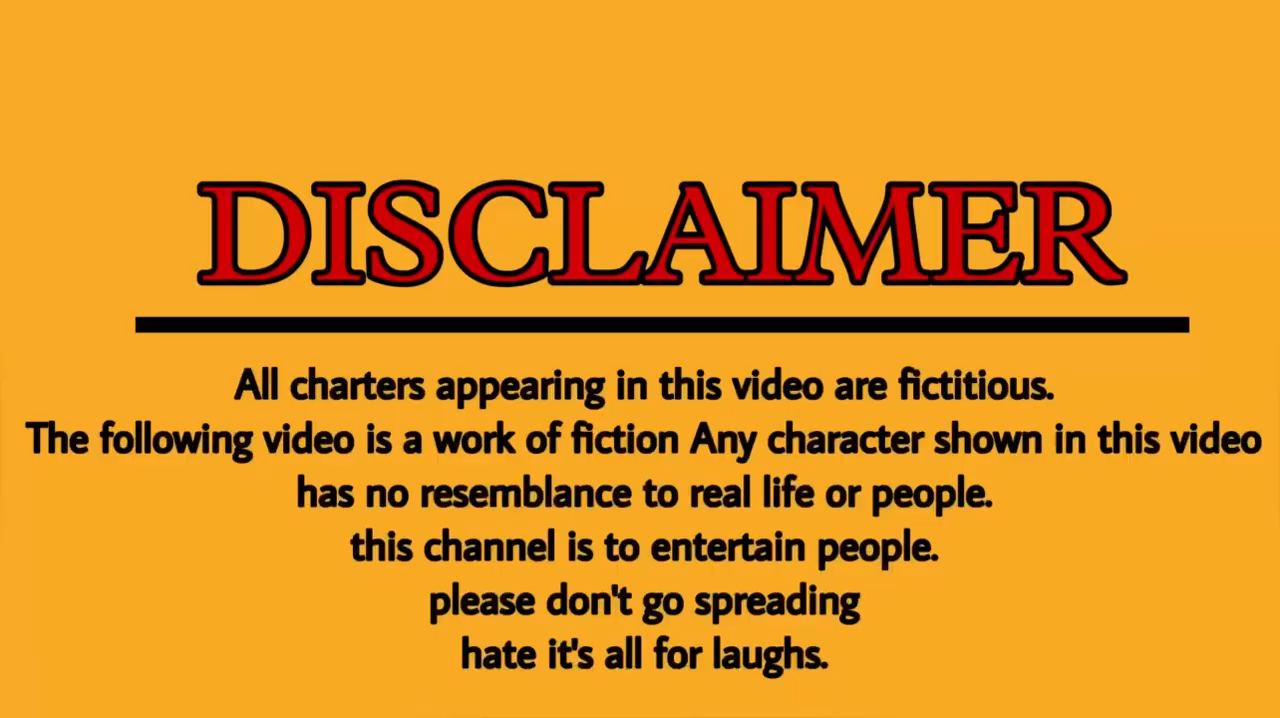 DISCLAIMER
All charters appearing in this video are fictitious.
The following video is a work of fiction Any character shown in this video
has no resemblance to real life or people.
this channel is to entertain people.
please don't go spreading
hate it's all for laughs.